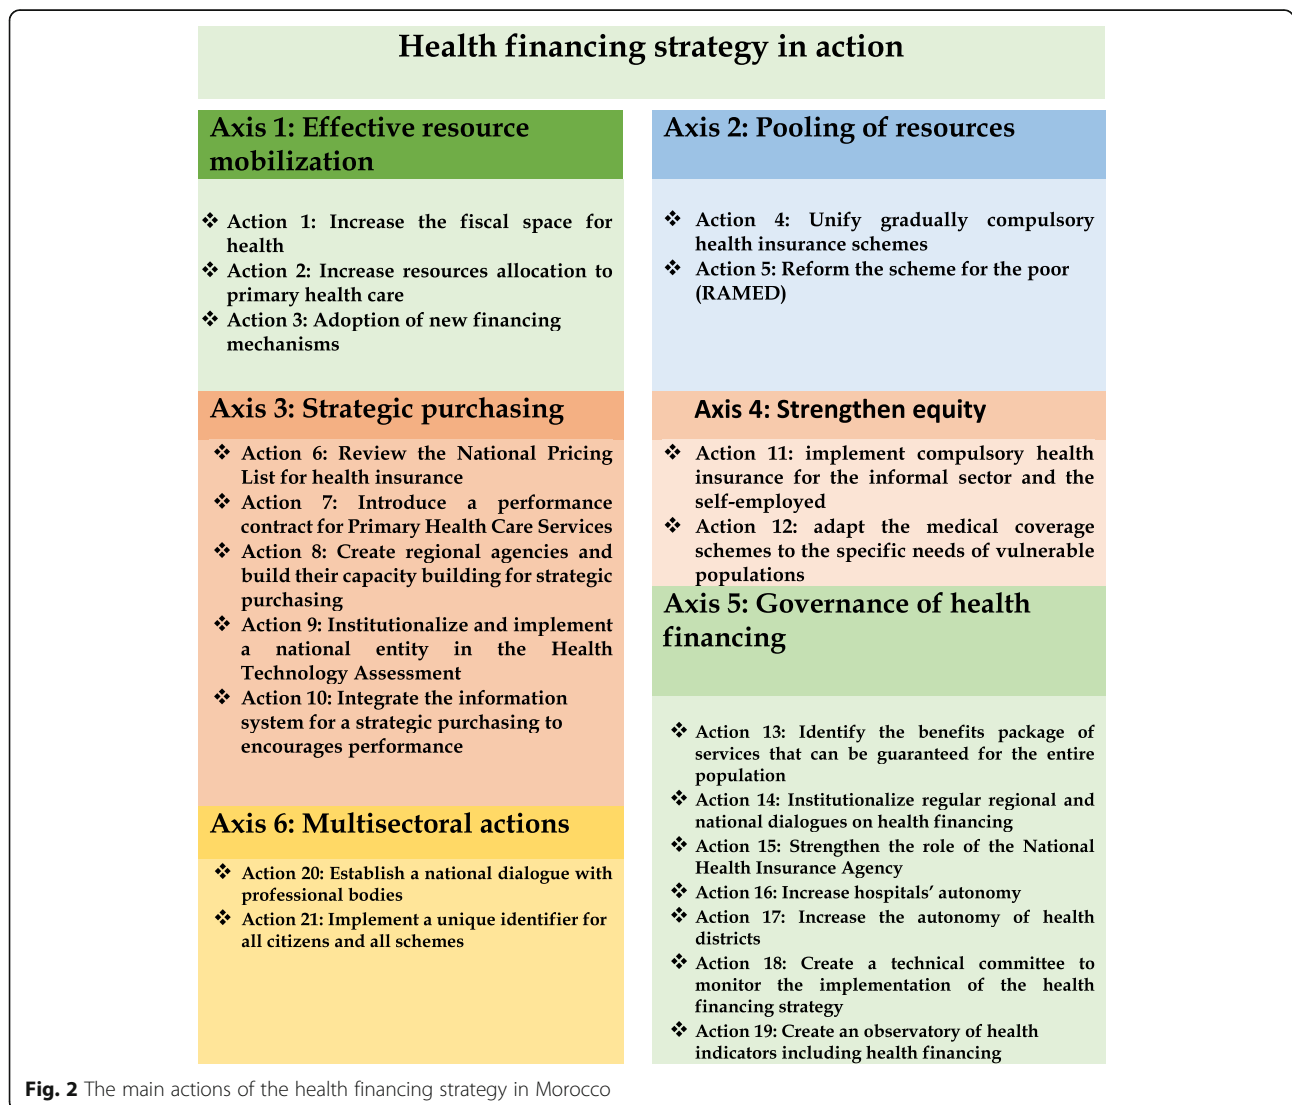 Health financing strategy in action
Axis 1: Effective resource
mobilization
❖ Action 1: Increase the fiscal space for
health
❖ Action 2: Increase resources allocation to
primary health care
❖ Action 3: Adoption of new financing
mechanisms
Axis 2: Pooling of resources
❖ Action 4: Unify gradually compulsory
health insurance schemes
❖ Action 5: Reform the scheme for the poor
(RAMED)
Axis 3: Strategic purchasing
❖ Action 6: Review the National Pricing
List for health insurance
❖ Action 7: Introduce a performance
contract for Primary Health Care Services
❖ Action 8: Create regional agencies and
build their capacity building for strategic
purchasing
❖ Action 9: Institutionalize and implement
a national entity in the Health
Technology Assessment
❖ Action 10: Integrate the information
system for a strategic purchasing to
encourages performance
Axis 4: Strengthen equity
❖ Action 11: implement compulsory health
insurance for the informal sector and the
self-employed
❖ Action 12: adapt the medical coverage
schemes to the specific needs of vulnerable
populations
Axis 5: Governance of health
financing
❖ Action 13: Identify the benefits package of
services that can be guaranteed for the entire
population
❖ Action 14: Institutionalize regular regional and
national dialogues on health financing
❖ Action 15: Strengthen the role of the National
Health Insurance Agency
❖ Action 16: Increase hospitals' autonomy
❖ Action 17: Increase the autonomy of health
districts
❖ Action 18: Create a technical committee to
monitor the implementation of the health
financing strategy
❖ Action 19: Create an observatory of health
indicators including health financing
Axis 6: Multisectoral actions
❖ Action 20: Establish a national dialogue with
professional bodies
❖ Action 21: Implement a unique identifier for
all citizens and all schemes
Fig. 2 The main actions of the health financing strategy in Morocco